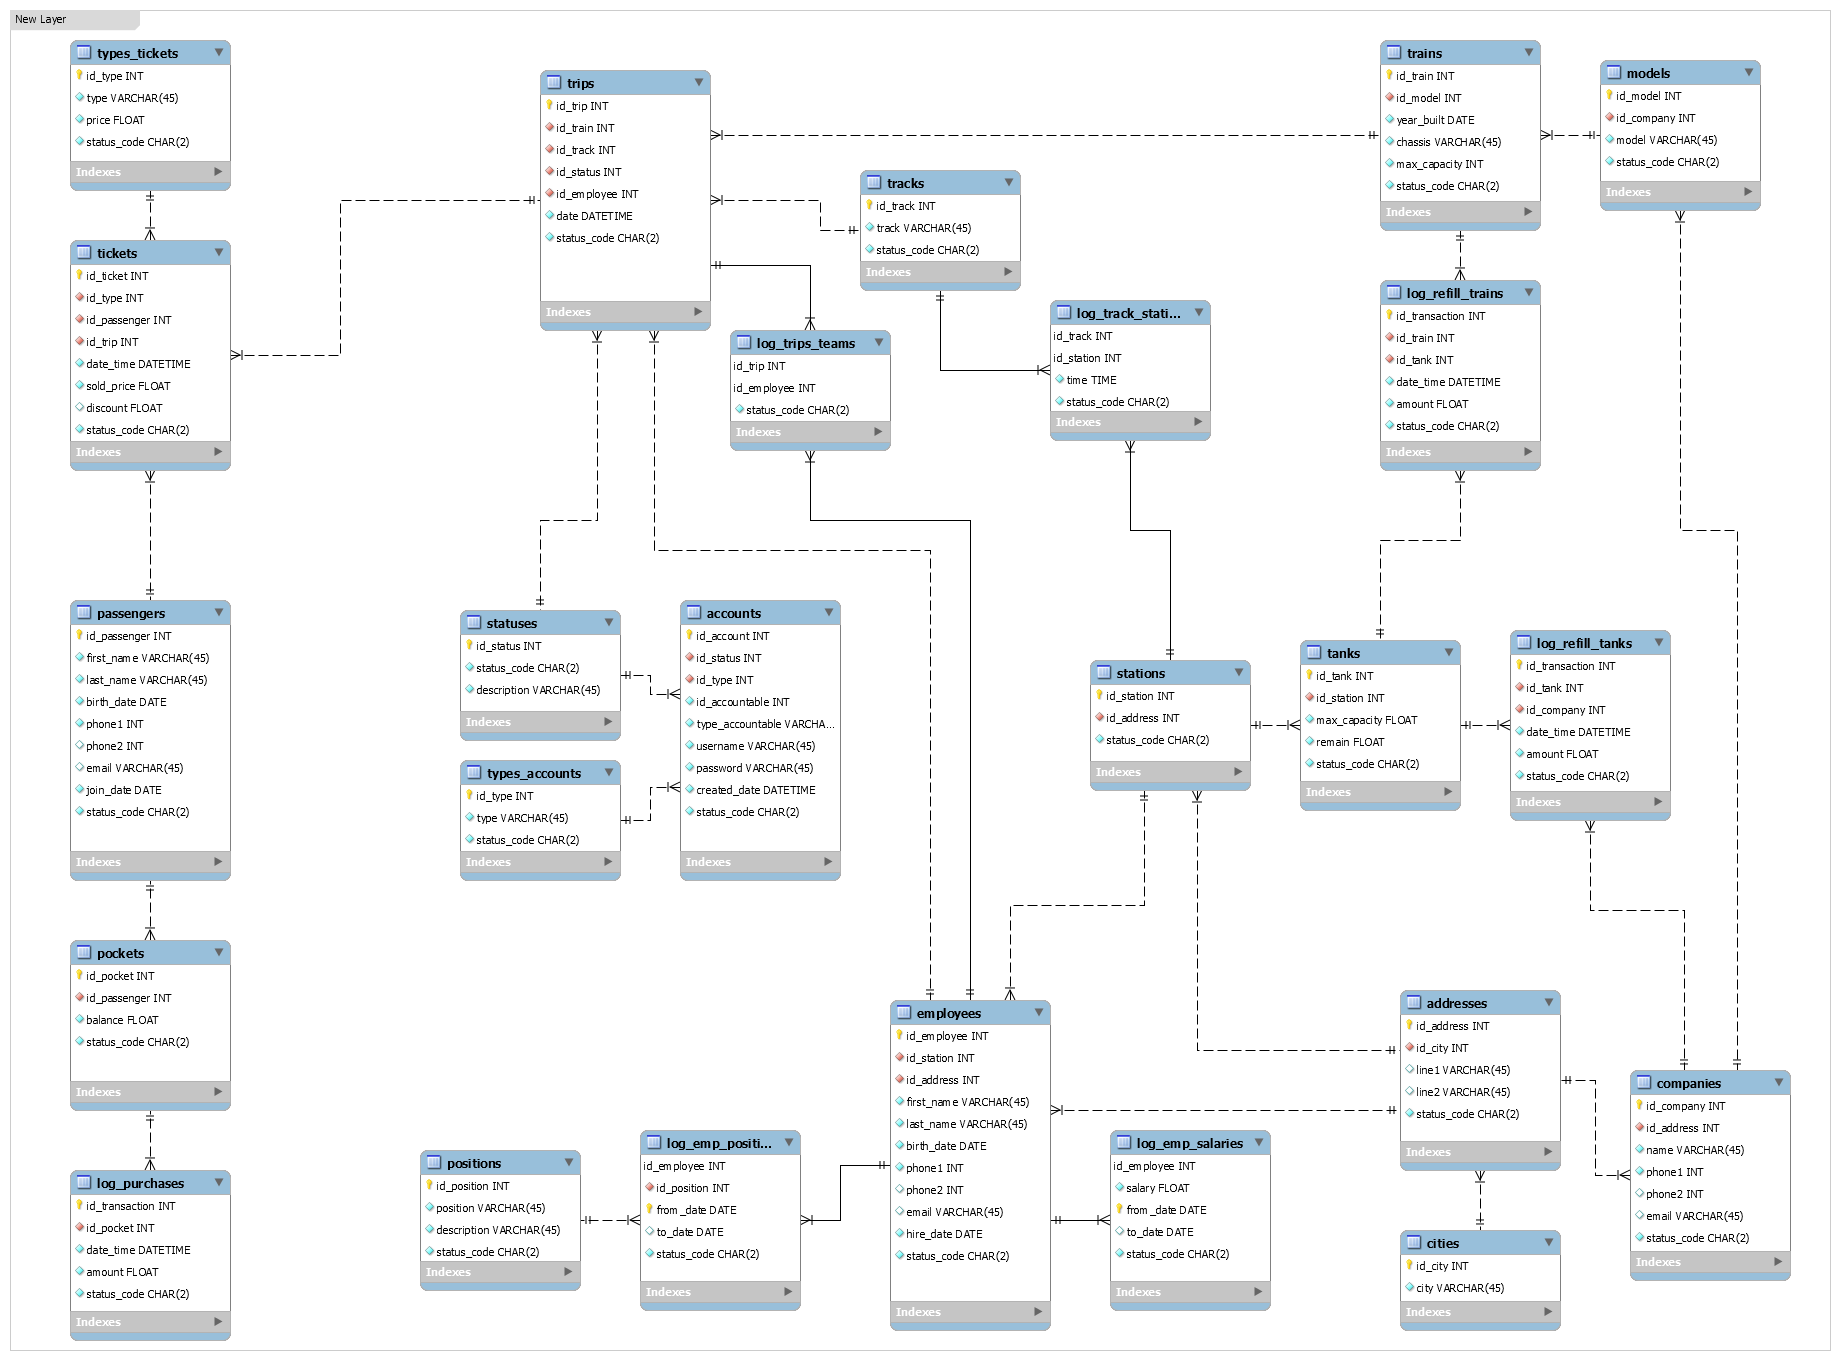 New Layer
types_tickets
id_type INT
type VARCHAR(45)
price FLOAT
status_code CHAR(2)
Indexes
tickets
id_ticket INT
id_type INT
id_passenger INT
id_trip INT
date_time DATETIME
sold_price FLOAT
discount FLOAT
status_code CHAR(2)
Indexes
passengers
id_passenger INT
first_name VARCHAR(45)
last_name VARCHAR(45)
birth_date DATE
phone1 INT
phone2 INT
email VARCHAR(45)
join_date DATE
status_code CHAR(2)
Indexes
pockets
id_pocket INT
id_passenger INT
balance FLOAT
status_code CHAR(2)
Indexes
log_purchases
id_transaction INT
id_pocket INT
date_time DATETIME
amount FLOAT
status_code CHAR(2)
Indexes
trips
id_trip INT
id_train INT
id_track INT
id_status INT
id_employee INT
date DATETIME
status_code CHAR(2)
Indexes
tracks
id_track INT
track VARCHAR(45)
status_code CHAR(2)
Indexes
log_trips_teams
id_trip INT
id_employee INT
status_code CHAR(2)
Indexes
log_track_stati...
id_track INT
id_station INT
time TIME
status_code CHAR(2)
Indexes
trains
id_train INT
id_model INT
year_built DATE
chassis VARCHAR(45)
max_capacity INT
status_code CHAR(2)
Indexes
models
id_model INT
id_company INT
model VARCHAR(45)
status_code CHAR(2)
Indexes
log_refill_trains
id_transaction INT
id_train INT
id_tank INT
date_time DATETIME
amount FLOAT
status_code CHAR(2)
Indexes
statuses
id_status INT
status_code CHAR(2)
description VARCHAR(45)
Indexes
types_accounts
id_type INT
type VARCHAR(45)
status_code CHAR(2)
Indexes
accounts
id_account INT
id_status INT
id_type INT
id_accountable INT
type_accountable VARCHA...
username VARCHAR(45)
password VARCHAR(45)
created_date DATETIME
status_code CHAR(2)
Indexes
stations
id_station INT
id_address INT
status_code CHAR(2)
Indexes
tanks
id_tank INT
id_station INT
max_capacity FLOAT
remain FLOAT
status_code CHAR(2)
Indexes
log_refill_tanks
id_transaction INT
id_tank INT
id_company INT
date_time DATETIME
amount FLOAT
status_code CHAR(2)
Indexes
positions
id_position INT
position VARCHAR(45)
description VARCHAR(45)
status_code CHAR(2)
Indexes
log_emp_positi...
id_employee INT
id_position INT
from_date DATE
to_date DATE
status_code CHAR(2)
Indexes
employees
id_employee INT
id_station INT
id_address INT
first_name VARCHAR(45)
last_name VARCHAR(45)
birth_date DATE
phone1 INT
phone2 INT
email VARCHAR(45)
hire_date DATE
status_code CHAR(2)
Indexes
log_emp_salaries
id_employee INT
salary FLOAT
from_date DATE
to_date DATE
status_code CHAR(2)
Indexes
addresses
id_address INT
id_city INT
line1 VARCHAR(45)
line2 VARCHAR(45)
status_code CHAR(2)
Indexes
cities
id_city INT
city VARCHAR(45)
Indexes
companies
id_company INT
id_address INT
name VARCHAR(45)
phone1 INT
phone2 INT
email VARCHAR(45)
status_code CHAR(2)
Indexes